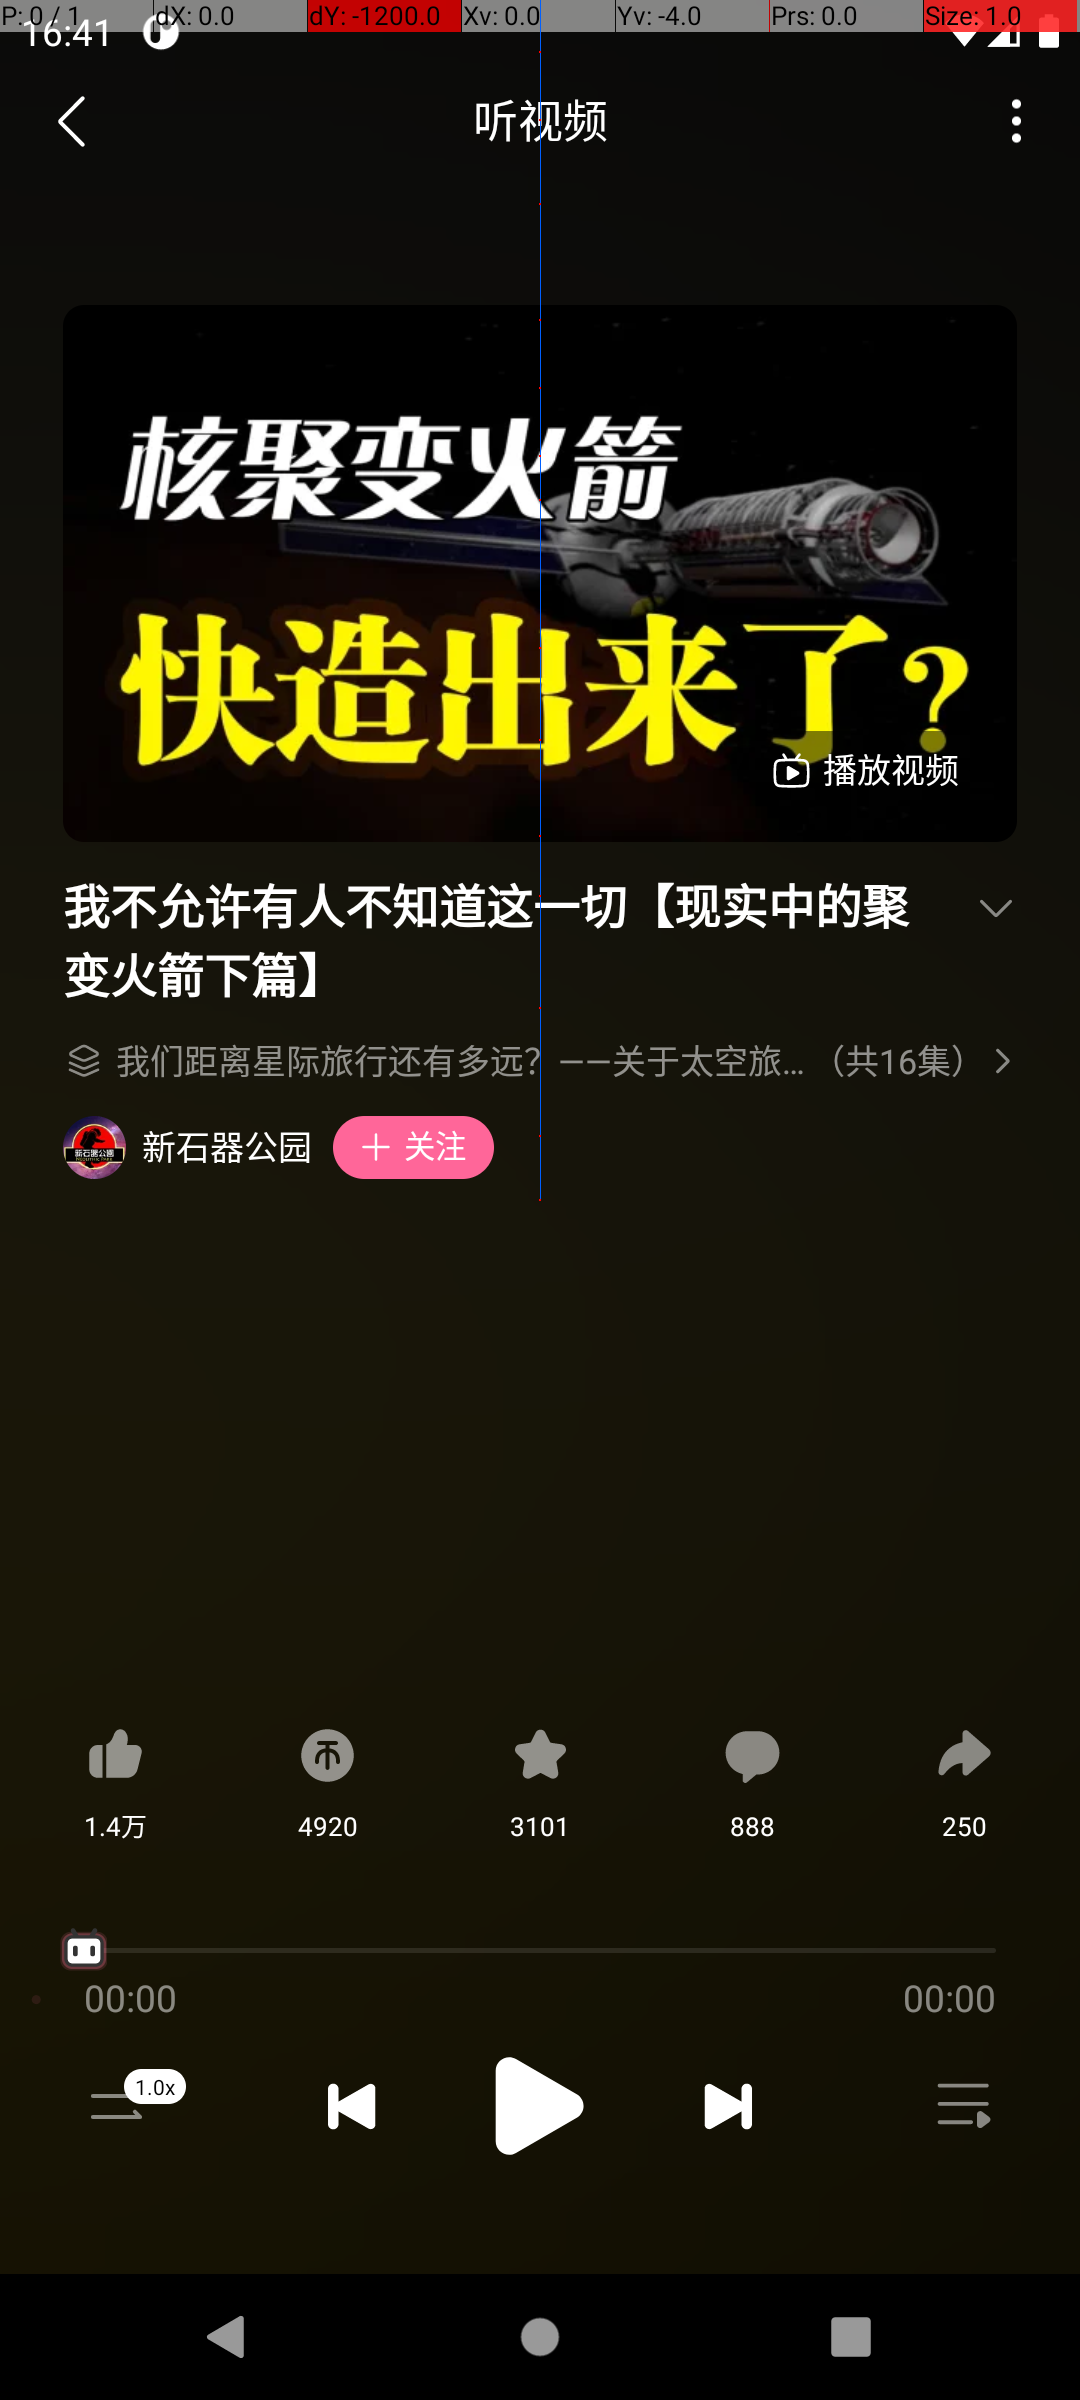 P: 0 / 1 dX: 0.0 dY: -1200.0 Xv: 0.0 Yv: -4.0 Prs: 0.0 Size: 1.0
16:41
听视频
核聚变火箭
快造出来了?
播放视频
我不允许有人不知道这一切【现实中的聚
变火箭下篇】
我们距离星际旅行还有多远? ——关于太空旅... (共16集)
新石器公园 + 关注
1.4万 4920 3101 888 250
00:00 00:00
1.0x